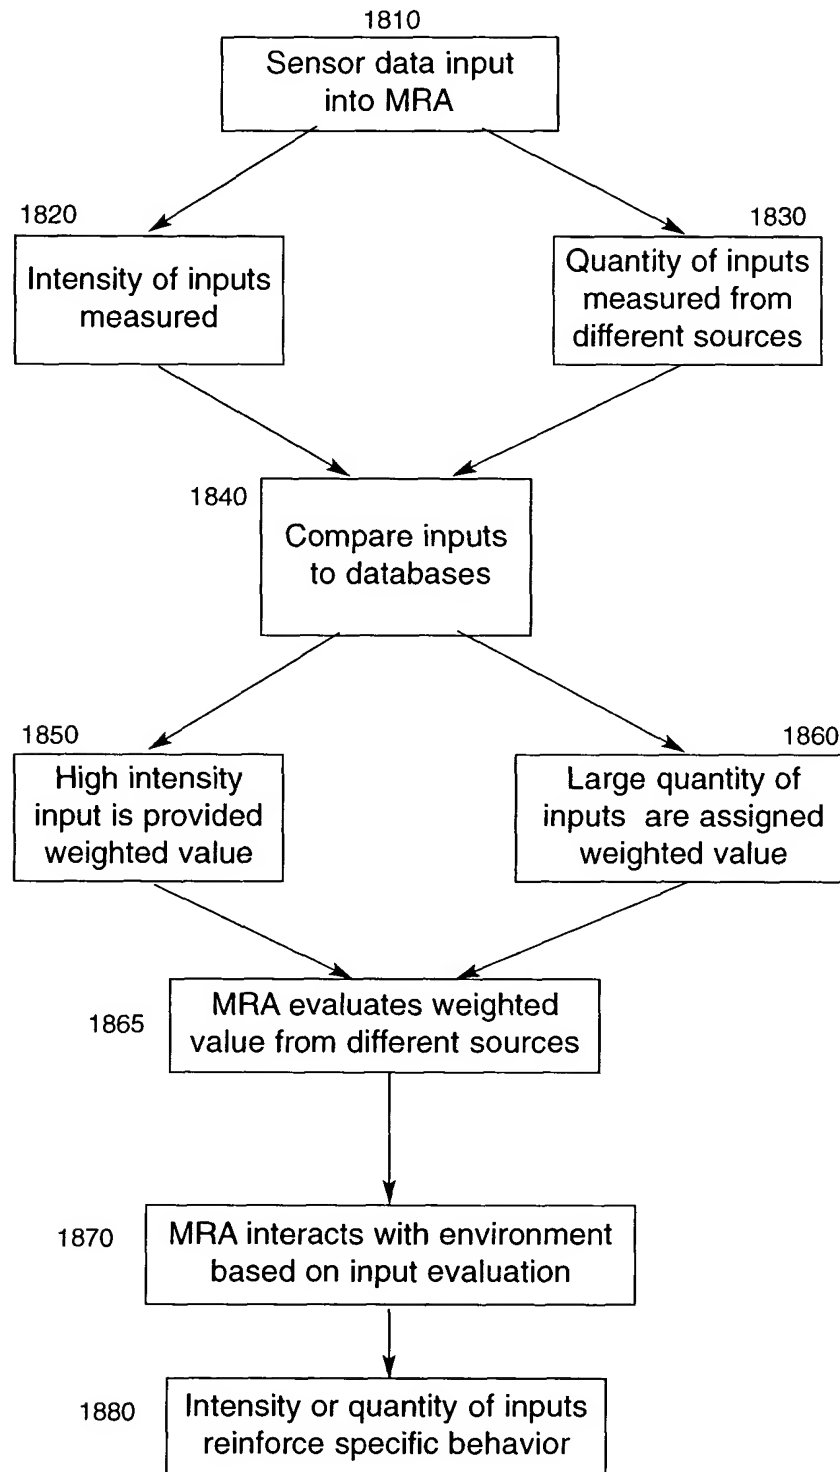 1810
Sensor data input
into MRA
1820
Intensity of inputs
measured
1830
Quantity of inputs
measured from
different sources
1840
Compare inputs
to databases
1850
High intensity
input is provided
weighted value
1860
Large quantity of
inputs are assigned
weighted value
1865
MRA evaluates weighted
value from different sources
1870
MRA interacts with environment
based on input evaluation
1880
Intensity or quantity of inputs
reinforce specific behavior